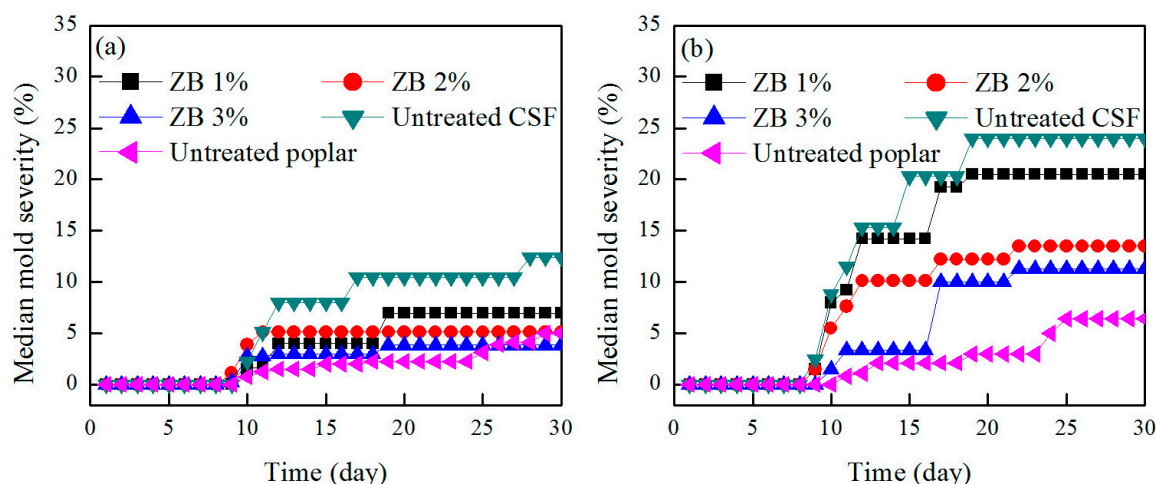 (a)
ZB 1%
ZB 2%
ZB 3%
Untreated CSF
Untreated poplar
Median mold severity (%)
35
30
25
20
15
10
5
0
0 5 10 15 20 25 30
Time (day)
(b)
ZB 1%
ZB 2%
ZB 3%
Untreated CSF
Untreated poplar
Median mold severity (%)
35
30
25
20
15
10
5
0
0 5 10 15 20 25 30
Time (day)